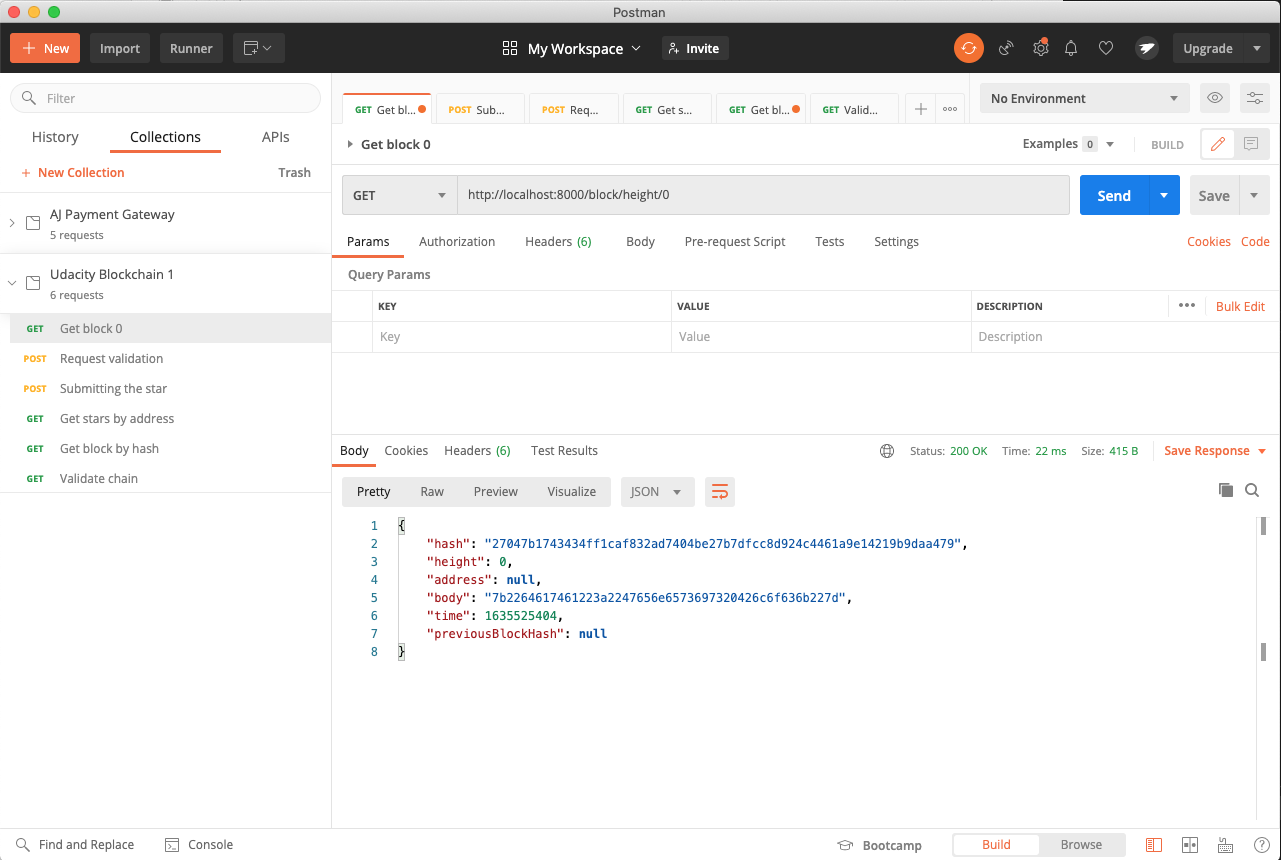 Postman
New
Import
Runner
My Workspace
Invite
Upgrade
Filter
History
Collections
APIs
+ New Collection
Trash
AJ Payment Gateway
5 requests
Udacity Blockchain 1
6 requests
GET Get block 0
POST Request validation
POST Submitting the star
GET Get stars by address
GET Get block by hash
GET Validate chain
GET Get bl...
POST Sub...
POST Req...
GET Get s...
GET Get bl...
GET Valid...
No Environment
Get block 0
Examples 0
BUILD
GET
http://localhost:8000/block/height/0
Send
Save
Params
Authorization
Headers (6)
Body
Pre-request Script
Tests
Settings
Cookies
Code
Query Params
KEY
VALUE
DESCRIPTION
Bulk Edit
Key
Value
Description
Body
Cookies
Headers (6)
Test Results
Status: 200 OK
Time: 22 ms
Size: 415 B
Save Response
Pretty
Raw
Preview
Visualize
JSON
1 {
2 "hash": "27047b1743434ff1caf832ad7404be27b7dfcc8d924c4461a9e14219b9daa479",
3 "height": 0,
4 "address": null,
5 "body": "7b2264617461223a2247656e6573697320426c6f636b227d",
6 "time": 1635525404,
7 "previousBlockHash": null
8 }
Find and Replace
Console
Bootcamp
Build
Browse